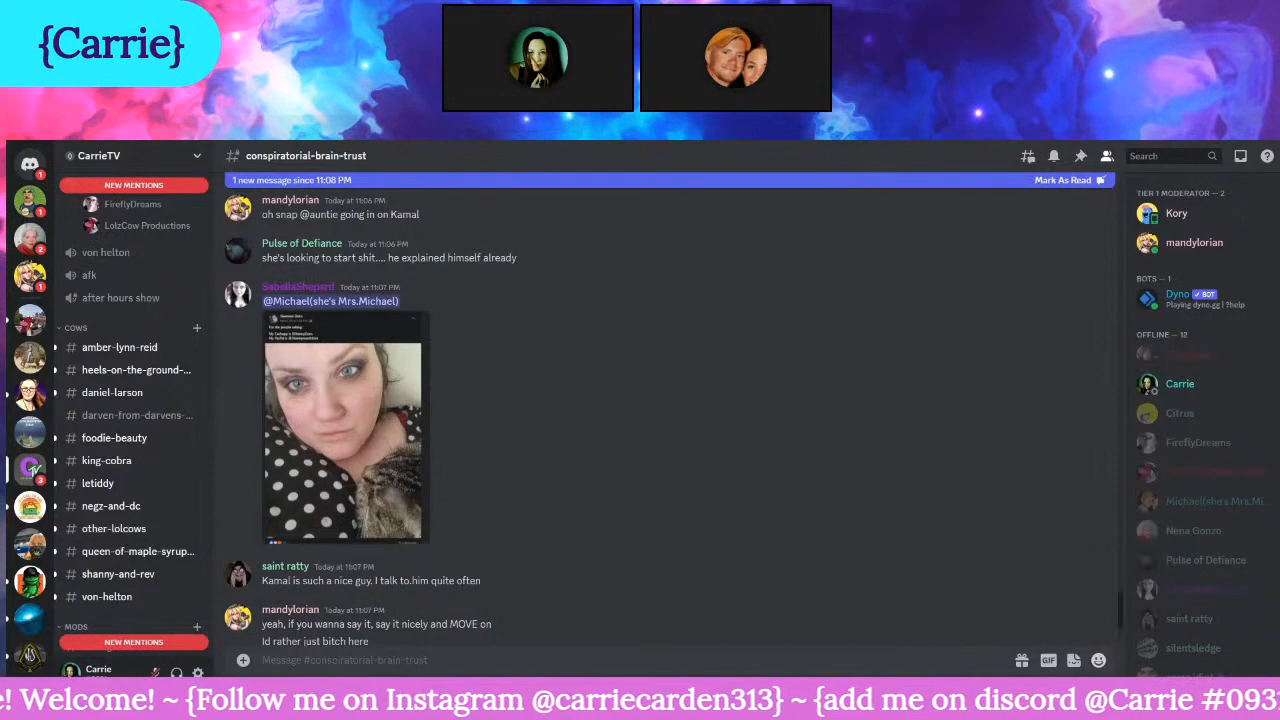 {Carrie}
CarrieTV
# conspiratorial-brain-trust
Search
NEW MENTIONS
FireflyDreams
LolzCow Productions
von helton
afk
after hours show
COWS
# amber-lynn-reid
# heels-on-the-ground-...
# daniel-larson
# darven-from-darvens-...
# foodie-beauty
# king-cobra
# letiddy
# negz-and-dc
# other-lolcows
# queen-of-maple-syrup...
# shanny-and-rev
# von-helton
MODS
NEW MENTIONS
Carrie
1 new message since 11:08 PM
Mark As Read
mandylorian Today at 11:06 PM
oh snap @auntie going in on Kamal
Pulse of Defiance Today at 11:06 PM
she's looking to start shit.... he explained himself already
SabellaShepard Today at 11:07 PM
@Michael(she's Mrs.Michael)
For the people asking:
saint ratty Today at 11:07 PM
Kamal is such a nice guy. I talk to.him quite often
mandylorian Today at 11:07 PM
yeah, if you wanna say it, say it nicely and MOVE on
Id rather just bitch here
Message #conspiratorial-brain-trust
GIF
TIER 1 MODERATOR — 2
Kory
mandylorian
BOTS — 1
Dyno ✓ BOT
Playing dyno.gg | ?help
OFFLINE — 12
Carrie
Citrus
FireflyDreams
Michael(she's Mrs.Mi...
Nena Gonzo
Pulse of Defiance
saint ratty
silentsledge
e! Welcome! ~ {Follow me on Instagram @carriecarden313} ~ {add me on discord @Carrie #093